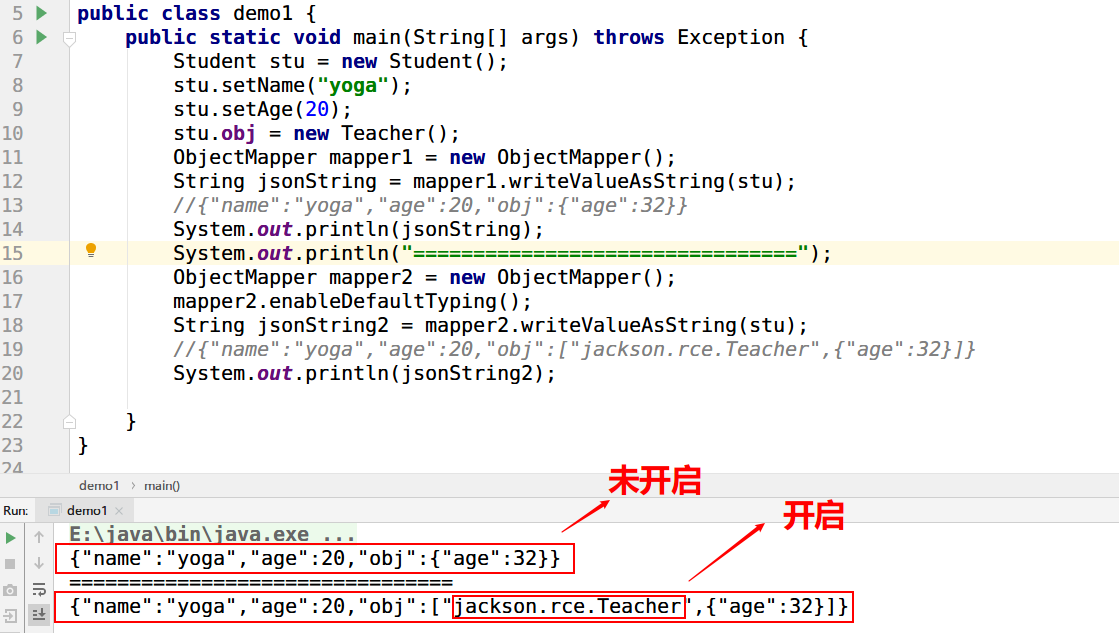 5 public class demo1 {
6 public static void main(String[] args) throws Exception {
7 Student stu = new Student();
8 stu.setName("yoga");
9 stu.setAge(20);
10 stu.obj = new Teacher();
11 ObjectMapper mapper1 = new ObjectMapper();
12 String jsonString = mapper1.writeValueAsString(stu);
13 //{"name":"yoga","age":20,"obj":{"age":32}}
14 System.out.println(jsonString);
15 System.out.println("================================");
16 ObjectMapper mapper2 = new ObjectMapper();
17 mapper2.enableDefaultTyping();
18 String jsonString2 = mapper2.writeValueAsString(stu);
19 //{"name":"yoga","age":20,"obj":["jackson.rce.Teacher",{"age":32}]}
20 System.out.println(jsonString2);
21
22 }
23 }
24
demo1 › main()
未开启
开启
Run: demo1 ×
E:\java\bin\java.exe ...
{"name":"yoga","age":20,"obj":{"age":32}}
================================
{"name":"yoga","age":20,"obj":["jackson.rce.Teacher",{"age":32}]}